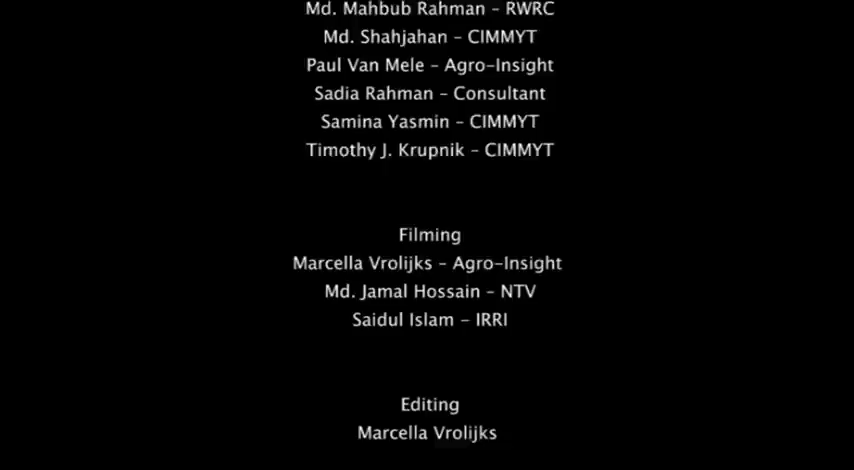 Md. Mahbub Rahman – RWRC
Md. Shahjahan – CIMMYT
Paul Van Mele – Agro-Insight
Sadia Rahman – Consultant
Samina Yasmin – CIMMYT
Timothy J. Krupnik – CIMMYT
Filming
Marcella Vrolijks – Agro-Insight
Md. Jamal Hossain – NTV
Saidul Islam – IRRI
Editing
Marcella Vrolijks